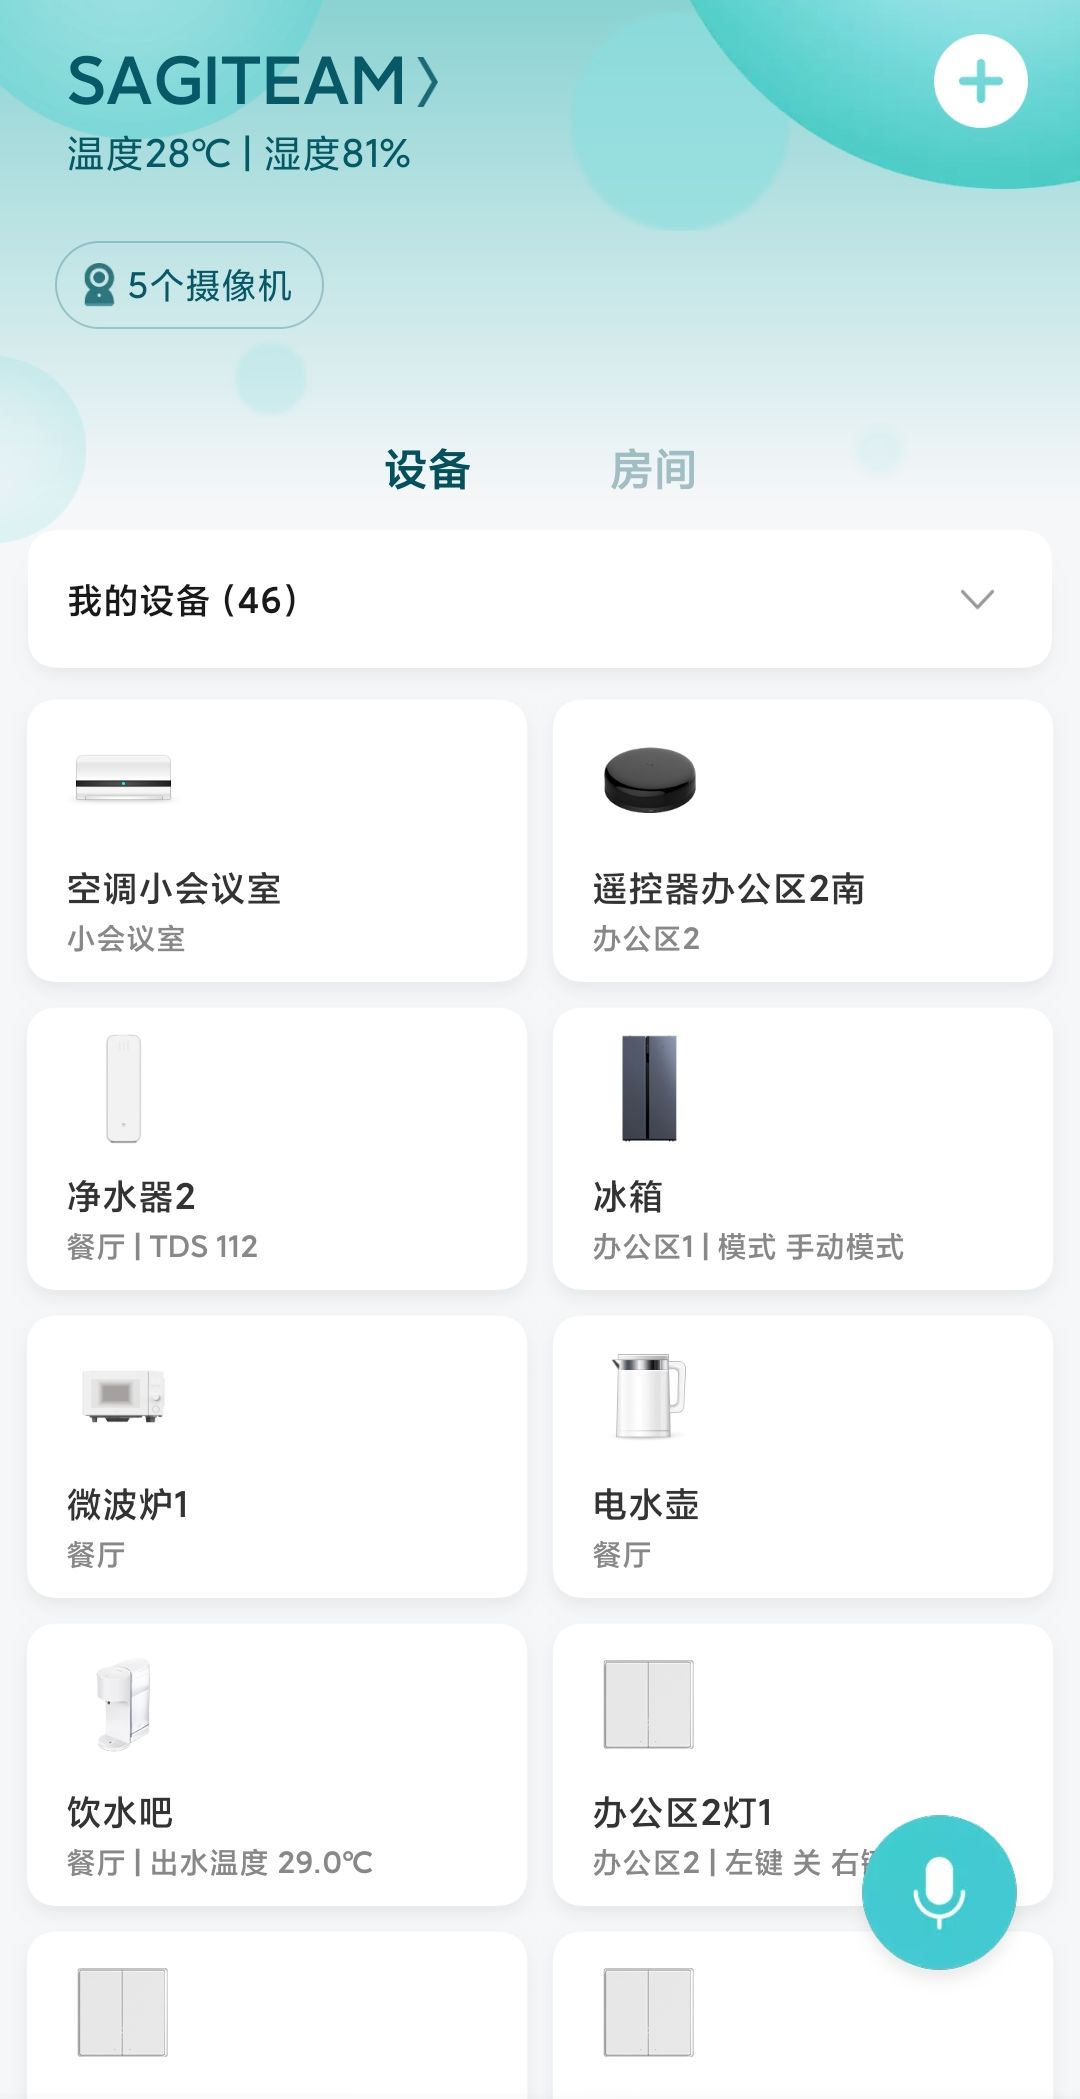 SAGITEAM〉
温度28℃ | 湿度81%
5个摄像机
设备 房间
我的设备 (46)
空调小会议室
小会议室
遥控器办公区2南
办公区2
净水器2
餐厅 | TDS 112
冰箱
办公区1 | 模式 手动模式
微波炉1
餐厅
电水壶
餐厅
饮水吧
餐厅 | 出水温度 29.0℃
办公区2灯1
办公区2 | 左键 关 右